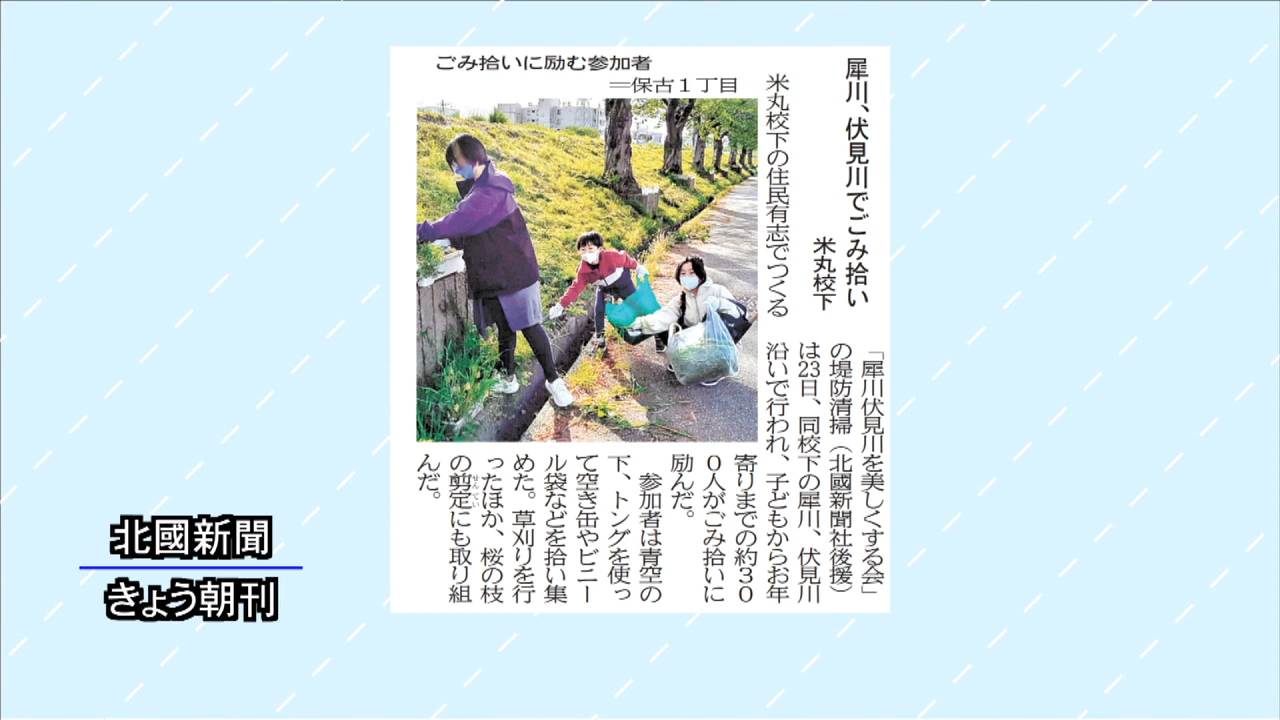 犀川、伏見川でごみ拾い
米丸校下
米丸校下の住民有志でつくる
「犀川伏見川を美しくする会」
の堤防清掃（北國新聞社後援）
は23日、同校下の犀川、伏見川
沿いで行われ、子どもからお年
寄りまでの約３０
０人がごみ拾いに
励んだ。
参加者は青空の
下、トングを使っ
て空き缶やビニー
ル袋などを拾い集
めた。草刈りを行
ったほか、桜の枝
の剪定にも取り組
せんてい
んだ。
ごみ拾いに励む参加者
＝保古１丁目
北國新聞
きょう朝刊